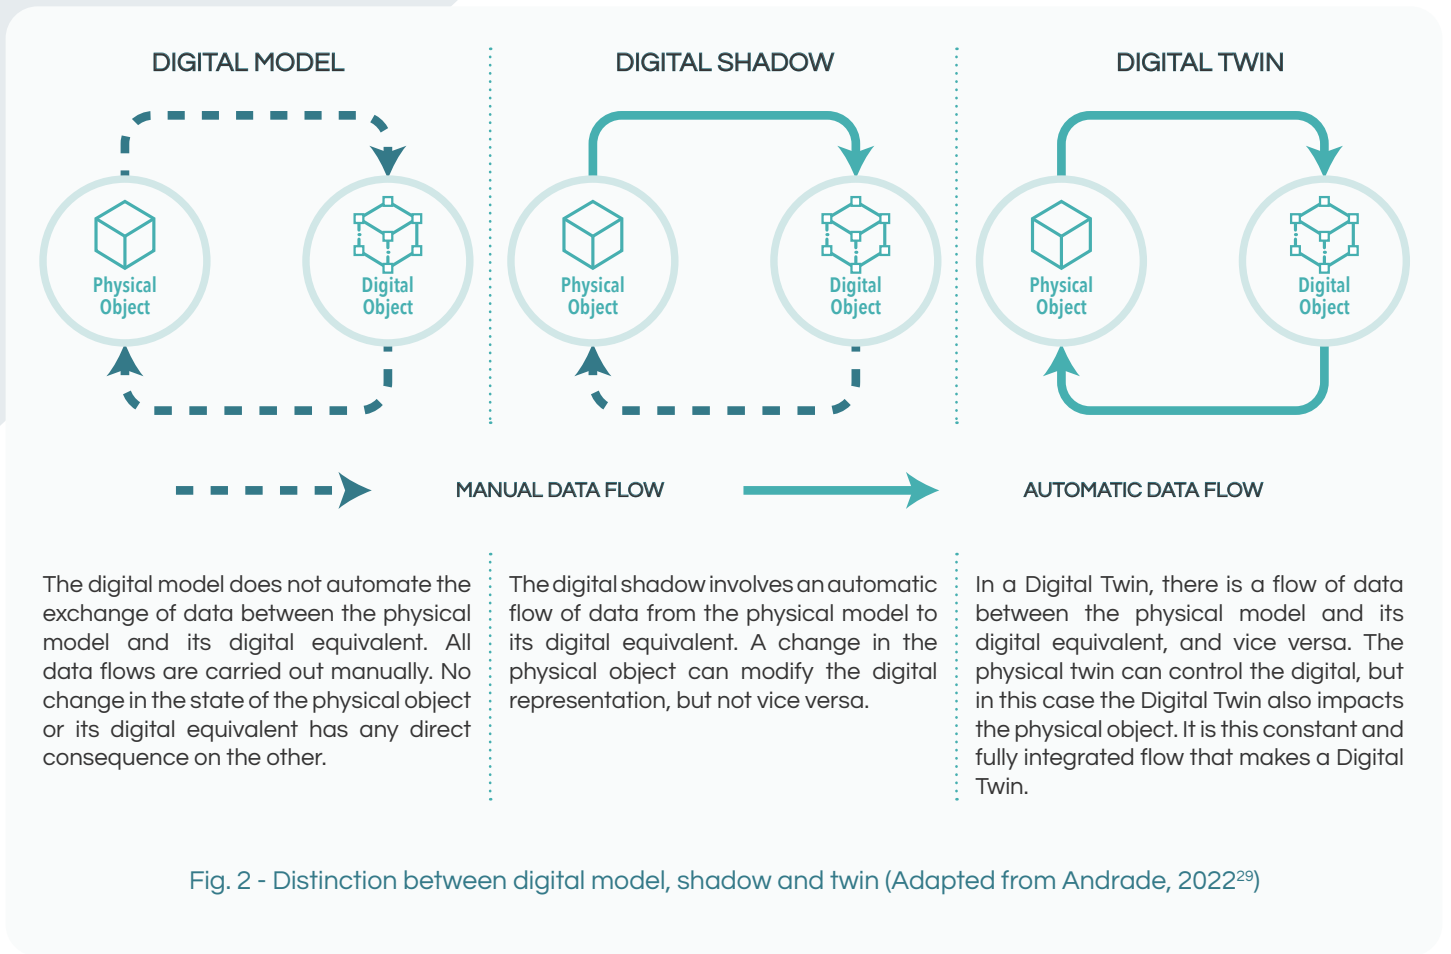 DIGITAL MODEL
DIGITAL SHADOW
DIGITAL TWIN
Physical
Object
Digital
Object
Physical
Object
Digital
Object
Physical
Object
Digital
Object
MANUAL DATA FLOW
AUTOMATIC DATA FLOW
The digital model does not automate the
exchange of data between the physical
model and its digital equivalent. All
data flows are carried out manually. No
change in the state of the physical object
or its digital equivalent has any direct
consequence on the other.
The digital shadow involves an automatic
flow of data from the physical model to
its digital equivalent. A change in the
physical object can modify the digital
representation, but not vice versa.
In a Digital Twin, there is a flow of data
between the physical model and its
digital equivalent, and vice versa. The
physical twin can control the digital, but
in this case the Digital Twin also impacts
the physical object. It is this constant and
fully integrated flow that makes a Digital
Twin.
Fig. 2 - Distinction between digital model, shadow and twin (Adapted from Andrade, 2022²⁹)